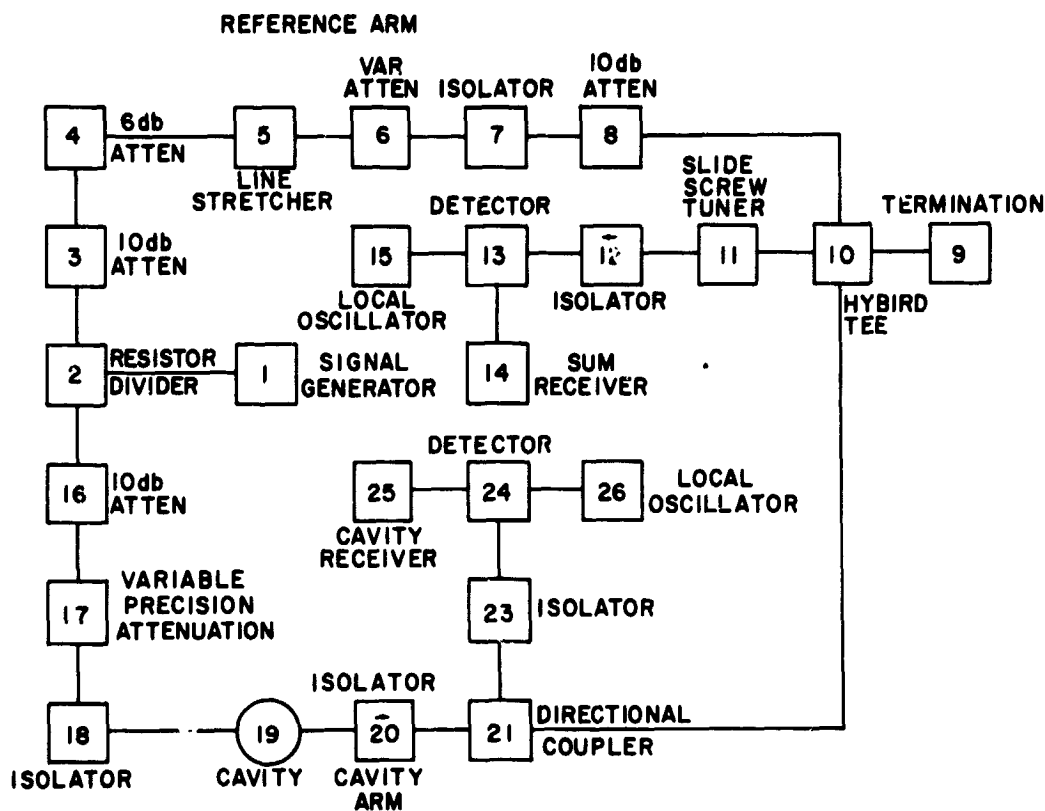 REFERENCE ARM
VAR
ATTEN
ISOLATOR
10db
ATTEN
4
6db
ATTEN
5
LINE
STRETCHER
6
7
8
SLIDE
SCREW
TUNER
TERMINATION
3
10db
ATTEN
DETECTOR
15
LOCAL
OSCILLATOR
13
12
ISOLATOR
11
10
HYBIRD
TEE
9
2
RESISTOR
DIVIDER
1
SIGNAL
GENERATOR
14
SUM
RECEIVER
DETECTOR
16
10db
ATTEN
25
CAVITY
RECEIVER
24
26
LOCAL
OSCILLATOR
17
VARIABLE
PRECISION
ATTENUATION
23
ISOLATOR
ISOLATOR
18
ISOLATOR
19
CAVITY
20
CAVITY
ARM
21
DIRECTIONAL
COUPLER